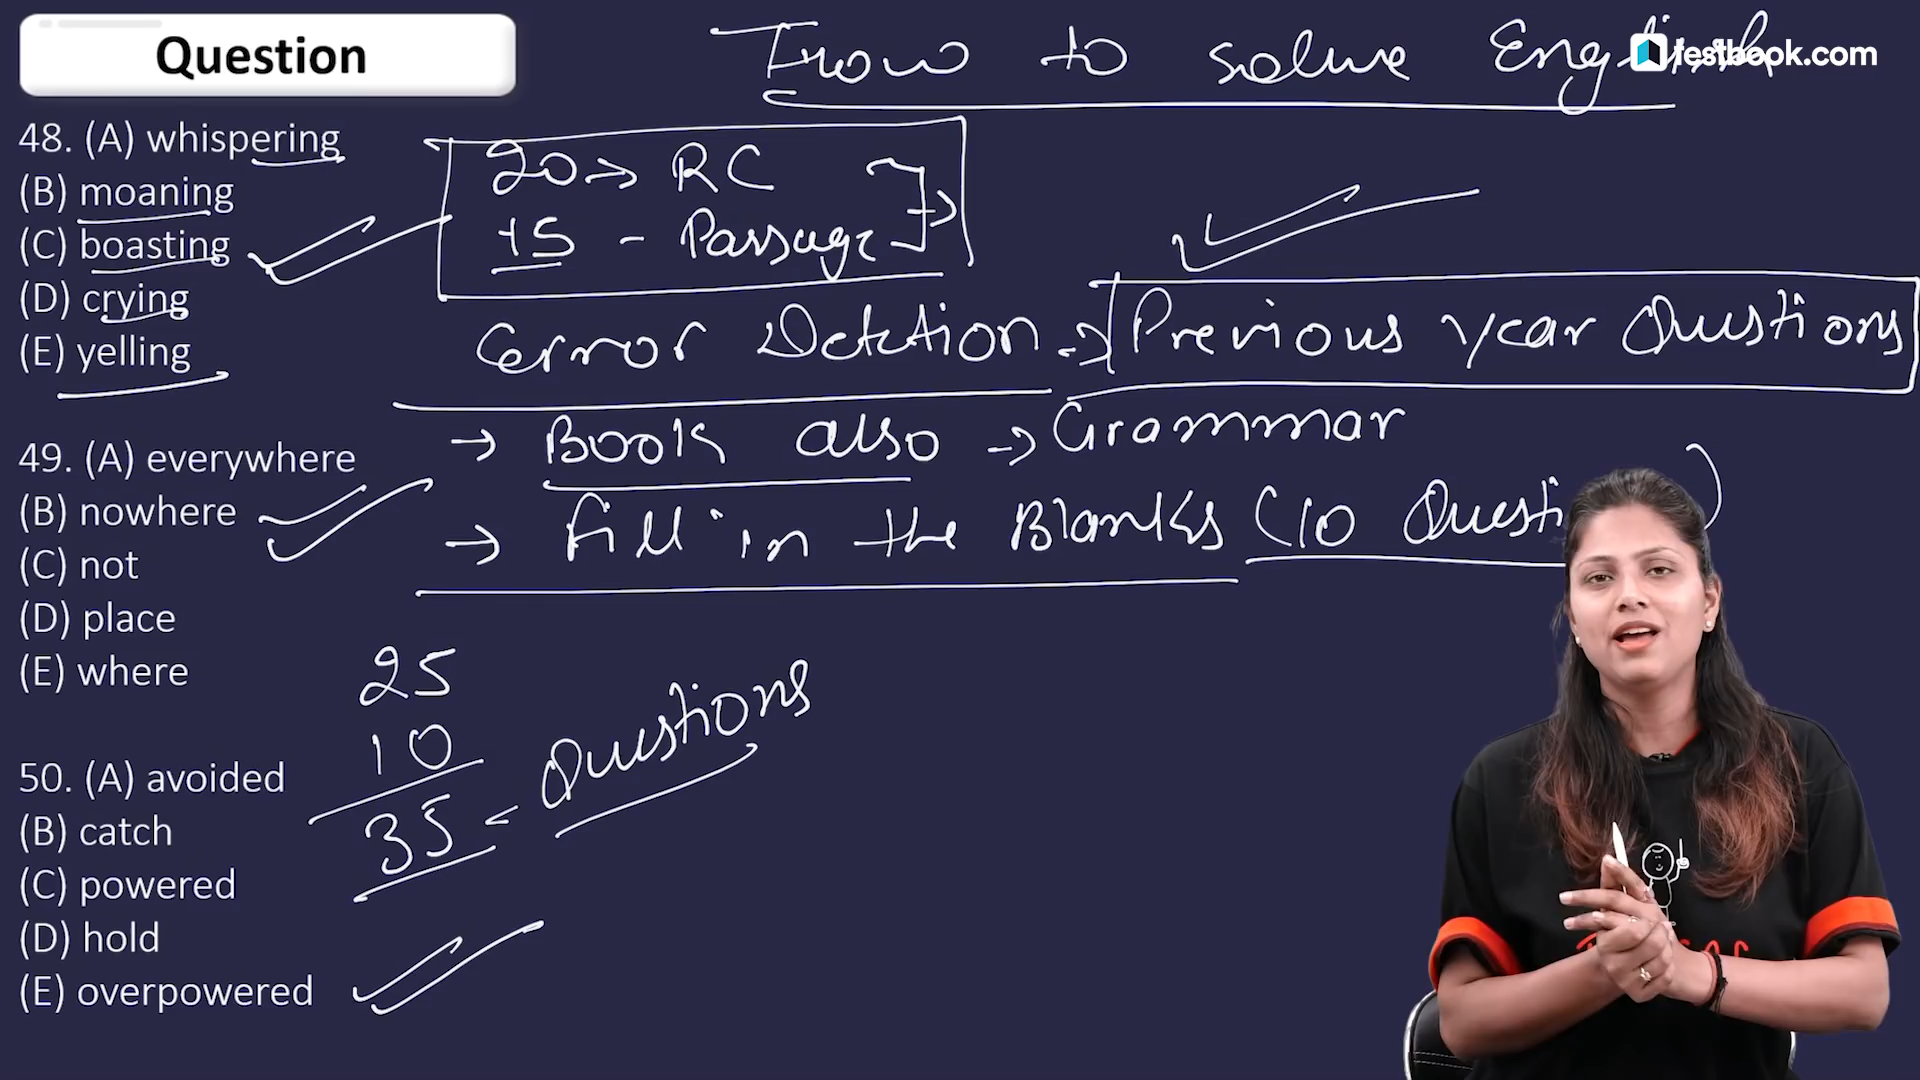 Question
How to solve English
testbook.com
48. (A) whispering
(B) moaning
(C) boasting
(D) crying
(E) yelling
20 → RC
15 - Passage
Error Detction → Previous year Questions
→ Book also → Grammar
→ Fill in the Blanks (10 Questi )
49. (A) everywhere
(B) nowhere
(C) not
(D) place
(E) where
25
10
35 - Questions
50. (A) avoided
(B) catch
(C) powered
(D) hold
(E) overpowered